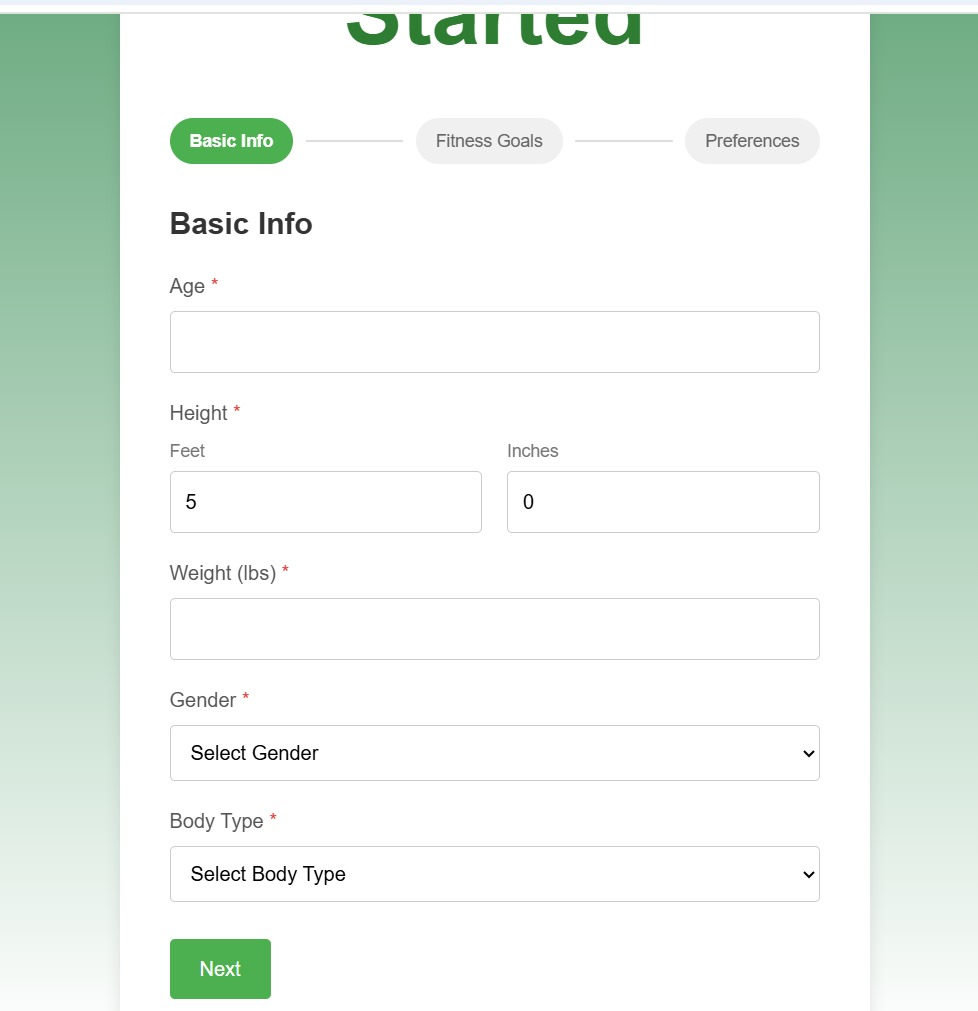 Started
Basic Info
Fitness Goals
Preferences
Basic Info
Age *
Height *
Feet
Inches
5
0
Weight (lbs) *
Gender *
Select Gender
Body Type *
Select Body Type
Next